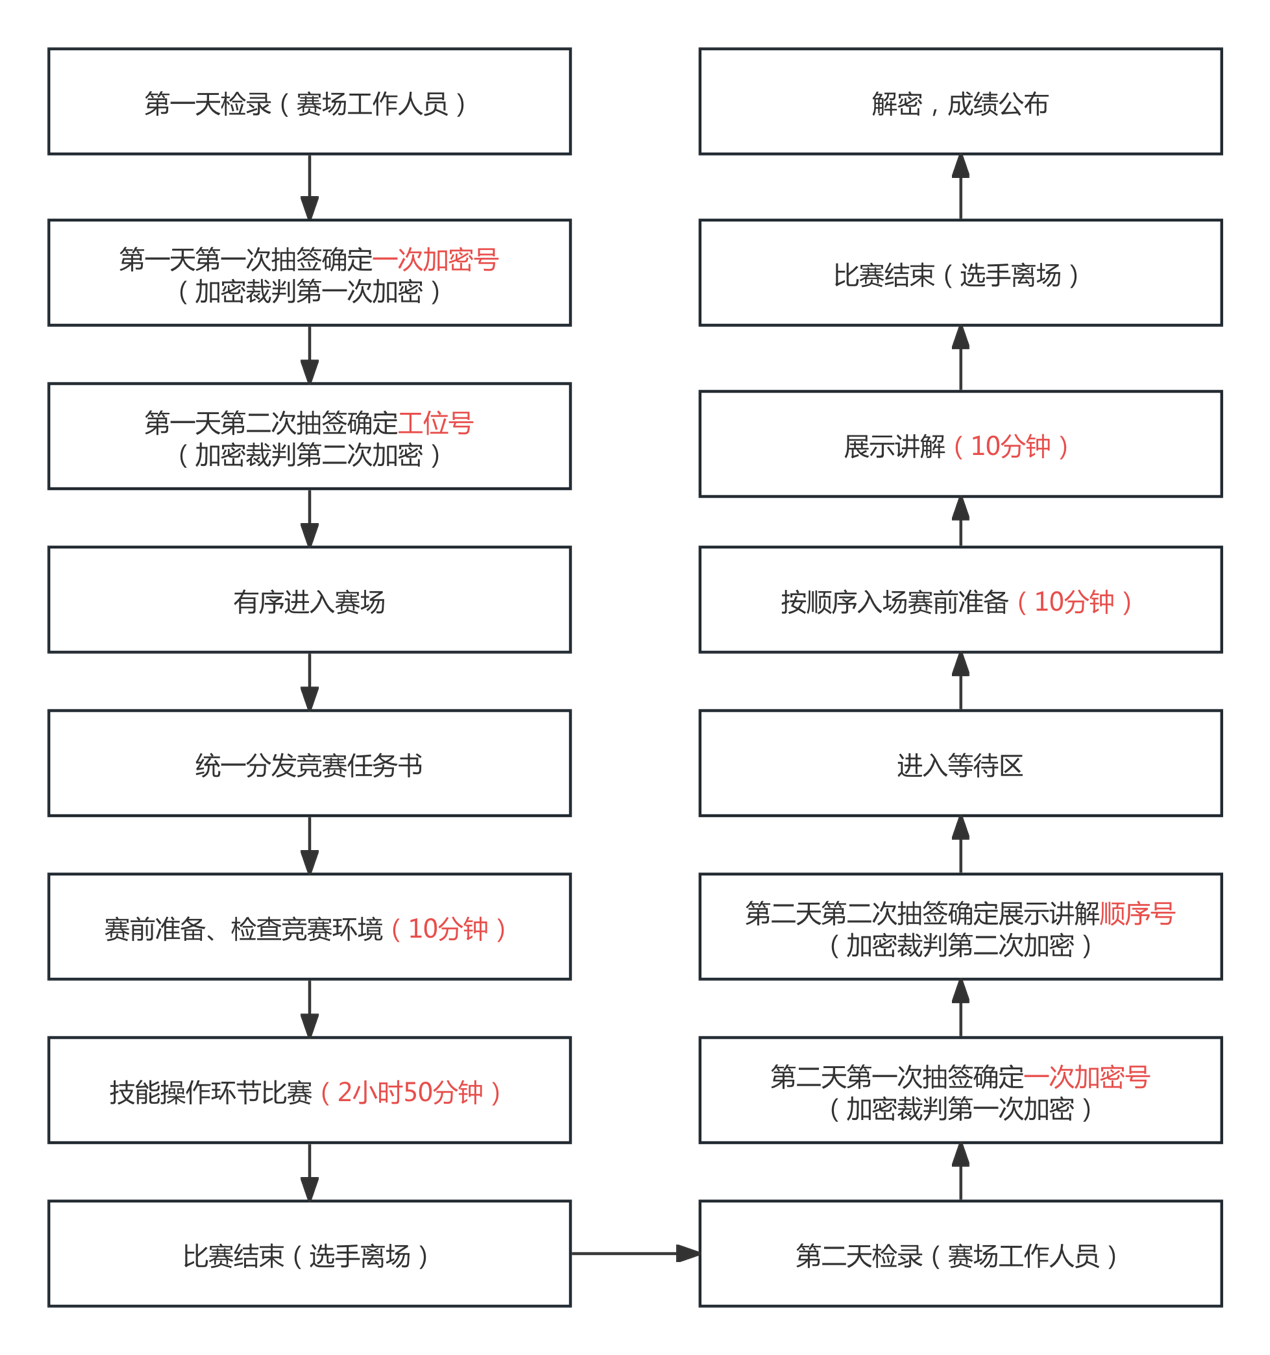 第一天检录（赛场工作人员）
第一天第一次抽签确定一次加密号
（加密裁判第一次加密）
第一天第二次抽签确定工位号
（加密裁判第二次加密）
有序进入赛场
统一分发竞赛任务书
赛前准备、检查竞赛环境（10分钟）
技能操作环节比赛（2小时50分钟）
比赛结束（选手离场）
第二天检录（赛场工作人员）
第二天第一次抽签确定一次加密号
（加密裁判第一次加密）
第二天第二次抽签确定展示讲解顺序号
（加密裁判第二次加密）
进入等待区
按顺序入场赛前准备（10分钟）
展示讲解（10分钟）
比赛结束（选手离场）
解密，成绩公布